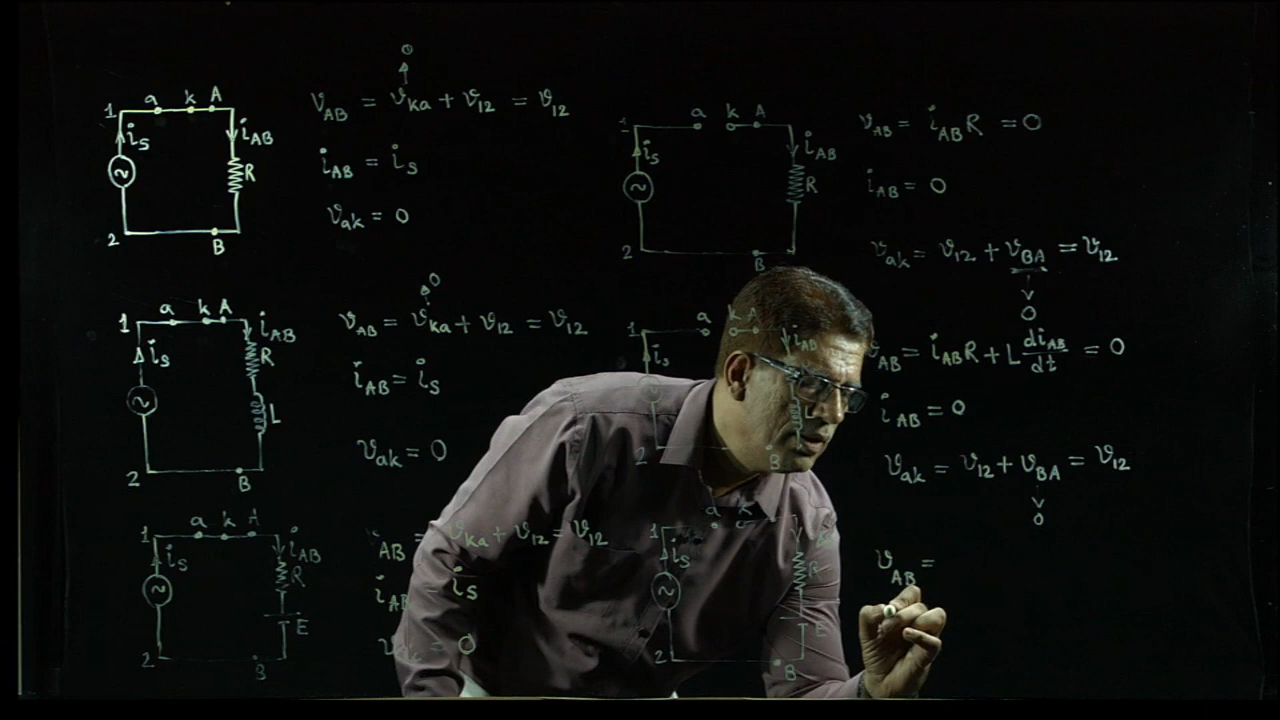 a k A
1
i_S
i_AB
R
2
B
0
v_AB = v_ka + v_12 = v_12
i_AB = i_S
v_ak = 0
a k A
1
i_S
i_AB
R
2
B
v_AB = i_AB R = 0
i_AB = 0
v_ak = v_12 + v_BA = v_12
0
a k A
1
i_S
i_AB
R
L
2
B
0
v_AB = v_ka + v_12 = v_12
i_AB = i_S
v_ak = 0
a k A
1
i_S
i_AB
L
2
B
v_AB = i_AB R + L di_AB/dt = 0
i_AB = 0
v_ak = v_12 + v_BA = v_12
0
a k A
1
i_S
i_AB
R
E
2
B
AB = v_ka + v_12 = v_12
i_AB = i_S
v = 0
a k
1
i_S
R
E
2
B
v_AB =